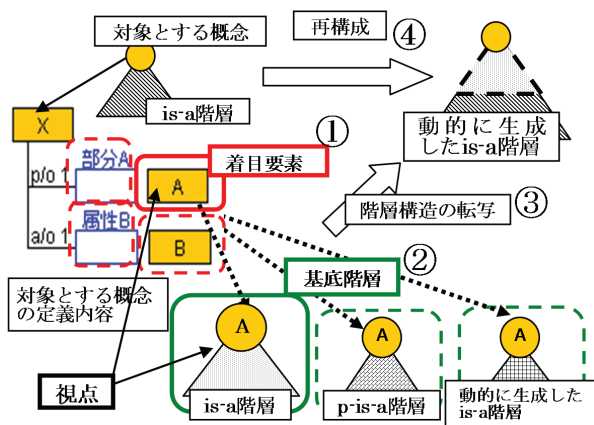 対象とする概念
再構成
④
is-a階層
X
動的に生成
したis-a階層
①
部分A
着目要素
p/o 1
A
階層構造の転写
③
属性B
a/o 1
B
②
基底階層
対象とする概念
の定義内容
A
A
A
視点
is-a階層
p-is-a階層
動的に生成した
is-a階層